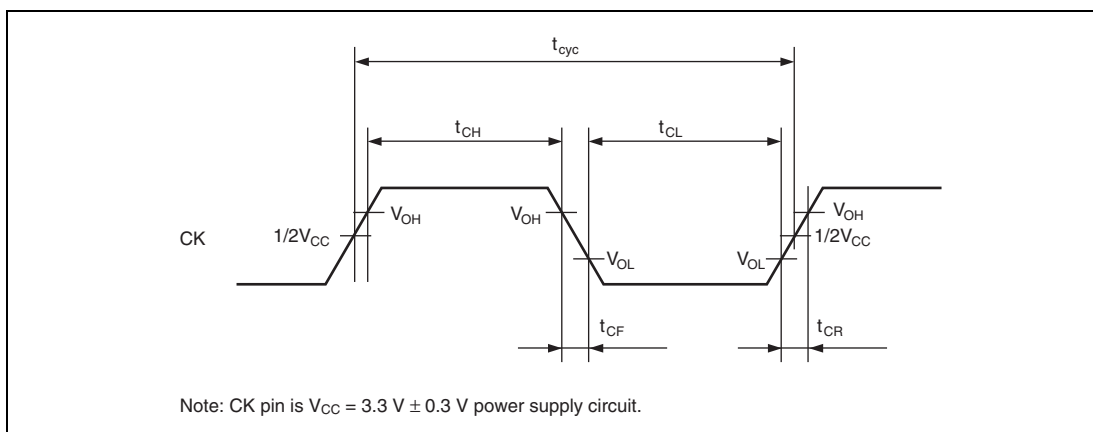 tcyc
tCH tCL
VOH VOH VOH
CK 1/2VCC 1/2VCC
VOL VOL
tCF tCR
Note: CK pin is VCC = 3.3 V ± 0.3 V power supply circuit.